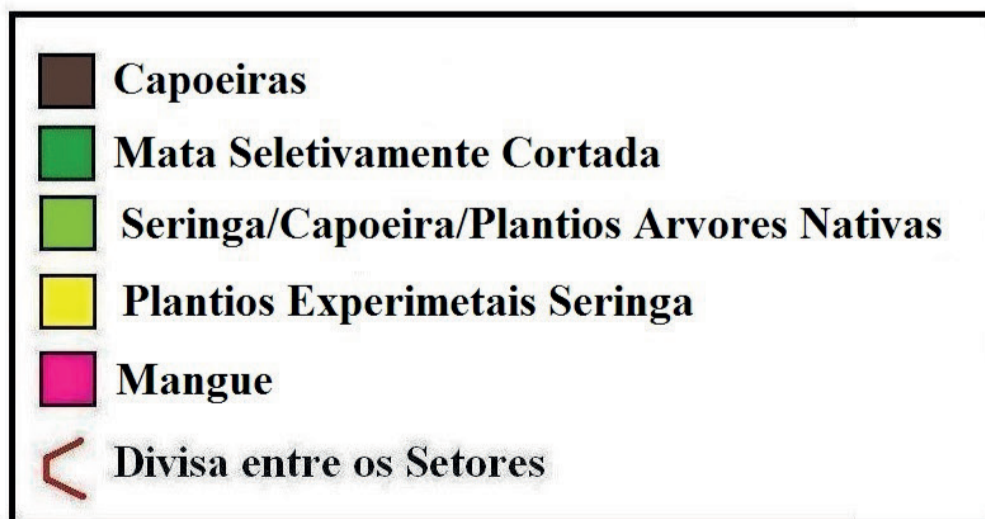 Capoeiras
Mata Seletivamente Cortada
Seringa/Capoeira/Plantios Arvores Nativas
Plantios Experimetais Seringa
Mangue
Divisa entre os Setores